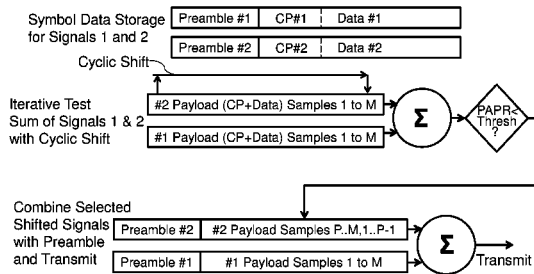 Symbol Data Storage
for Signals 1 and 2
Preamble #1 CP#1 Data #1
Preamble #2 CP#2 Data #2
Cyclic Shift
Iterative Test
Sum of Signals 1 & 2
with Cyclic Shift
#2 Payload (CP+Data) Samples 1 to M
#1 Payload (CP+Data) Samples 1 to M
Σ
PAPR<
Thresh
?
Combine Selected
Shifted Signals
with Preamble
and Transmit
Preamble #2 #2 Payload Samples P..M,1..P-1
Preamble #1 #1 Payload Samples 1 to M
Σ
Transmit